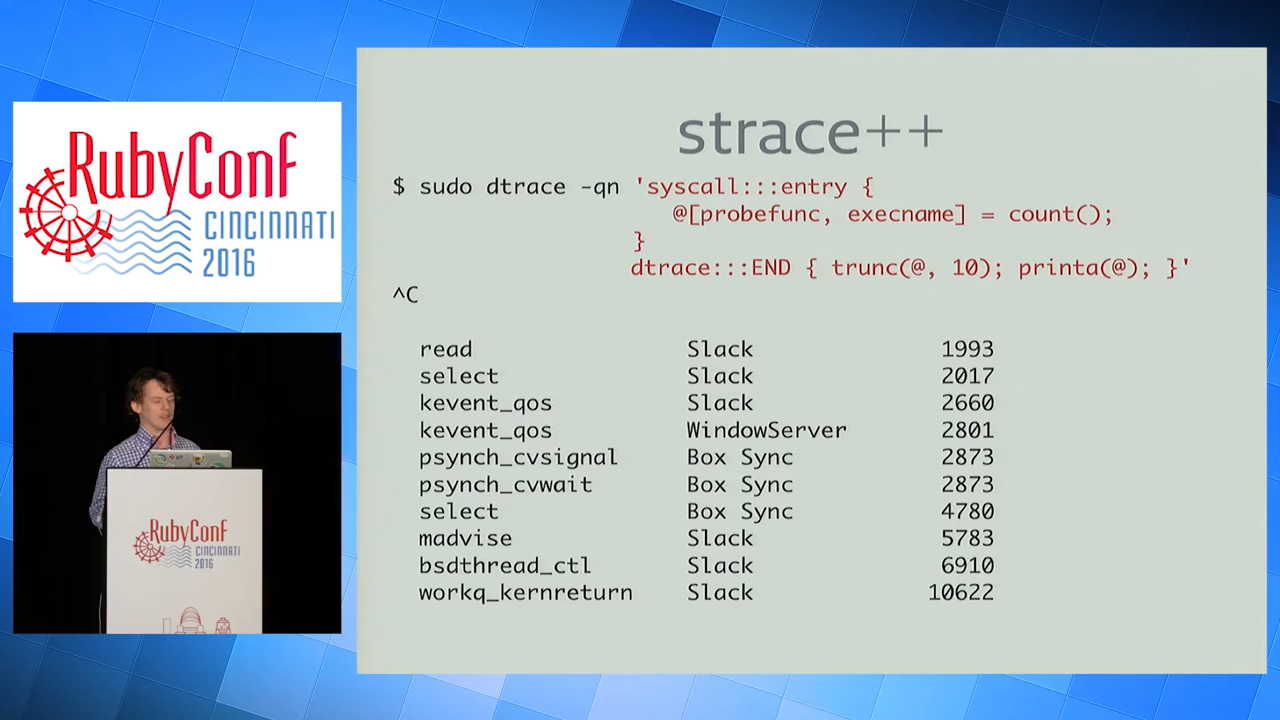 RubyConf
CINCINNATI
2016
RubyConf
CINCINNATI
2016
strace++
$ sudo dtrace -qn 'syscall:::entry {
@[probefunc, execname] = count();
}
dtrace:::END { trunc(@, 10); printa(@); }'
^C
read Slack 1993
select Slack 2017
kevent_qos Slack 2660
kevent_qos WindowServer 2801
psynch_cvsignal Box Sync 2873
psynch_cvwait Box Sync 2873
select Box Sync 4780
madvise Slack 5783
bsdthread_ctl Slack 6910
workq_kernreturn Slack 10622